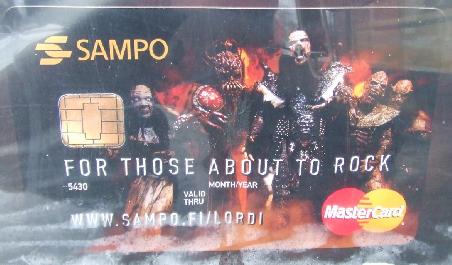 SAMPO
FOR THOSE ABOUT TO ROCK
5430
MONTH/YEAR
VALID
THRU
WWW.SAMPO.FI/LORDI
MasterCard